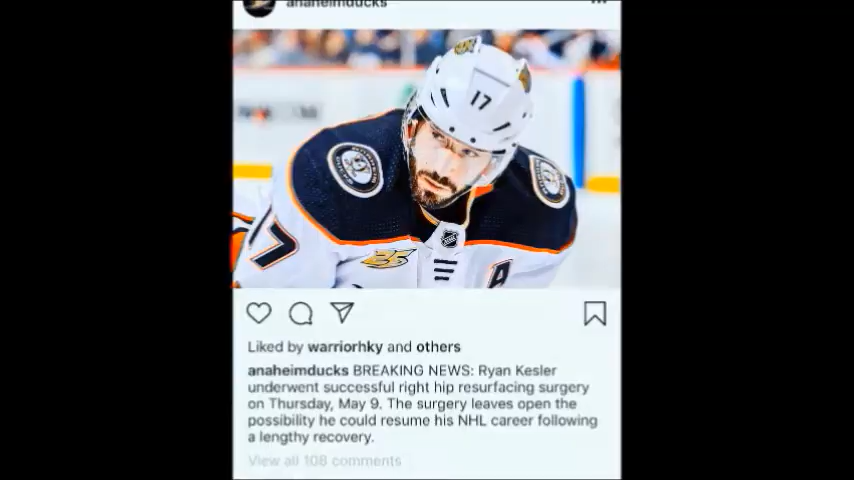 anaheimducks
17
17
25
A
Liked by warriorhky and others
anaheimducks BREAKING NEWS: Ryan Kesler
underwent successful right hip resurfacing surgery
on Thursday, May 9. The surgery leaves open the
possibility he could resume his NHL career following
a lengthy recovery.
View all 108 comments